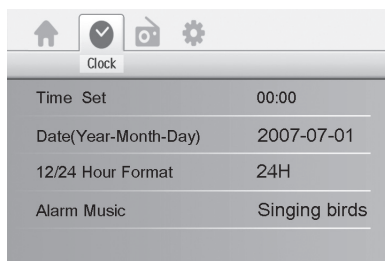 Clock
Time Set 00:00
Date(Year-Month-Day) 2007-07-01
12/24 Hour Format 24H
Alarm Music Singing birds